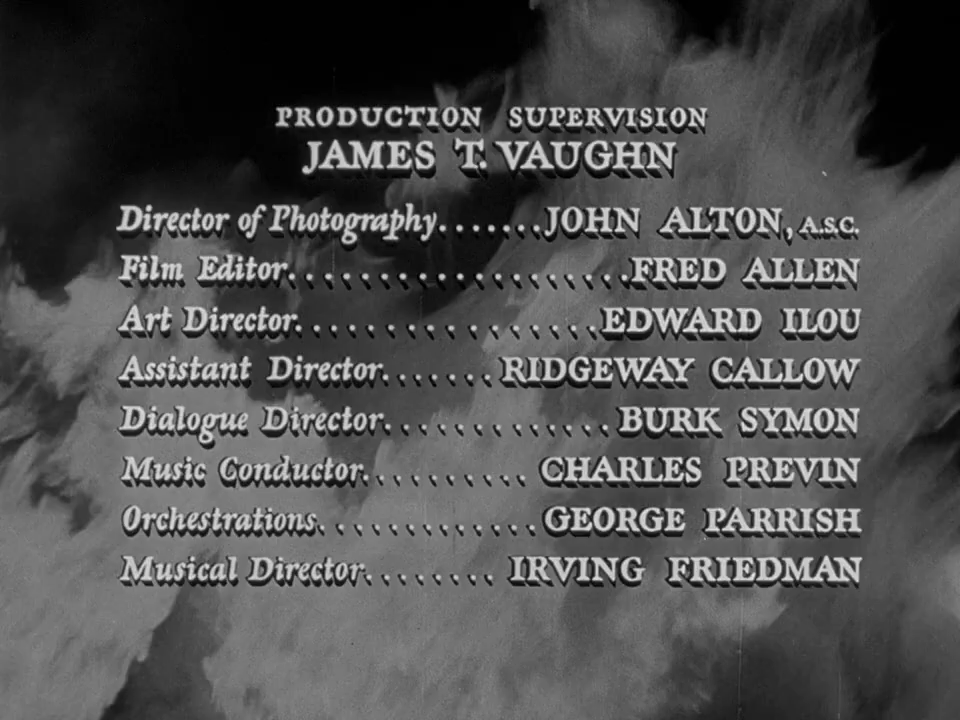 PRODUCTION SUPERVISION
JAMES T. VAUGHN
Director of Photography.......JOHN ALTON, A.S.C.
Film Editor....................FRED ALLEN
Art Director..................EDWARD ILOU
Assistant Director.......RIDGEWAY CALLOW
Dialogue Director.............BURK SYMON
Music Conductor..........CHARLES PREVIN
Orchestrations.............GEORGE PARRISH
Musical Director........IRVING FRIEDMAN